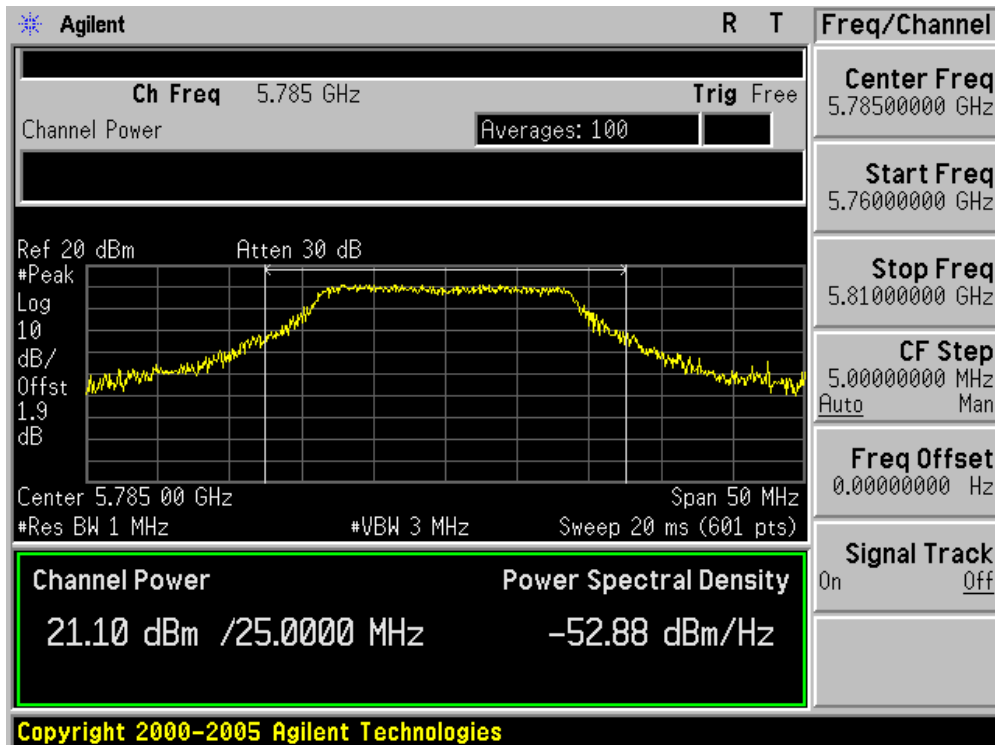 Agilent R T Freq/Channel
Ch Freq 5.785 GHz Trig Free
Channel Power Averages: 100
Center Freq
5.78500000 GHz
Start Freq
5.76000000 GHz
Stop Freq
5.81000000 GHz
CF Step
5.00000000 MHz
Auto Man
Freq Offset
0.00000000 Hz
Signal Track
On Off
Ref 20 dBm Atten 30 dB
#Peak
Log
10
dB/
Offst
1.9
dB
Center 5.785 00 GHz Span 50 MHz
#Res BW 1 MHz #VBW 3 MHz Sweep 20 ms (601 pts)
Channel Power Power Spectral Density
21.10 dBm /25.0000 MHz -52.88 dBm/Hz
Copyright 2000-2005 Agilent Technologies